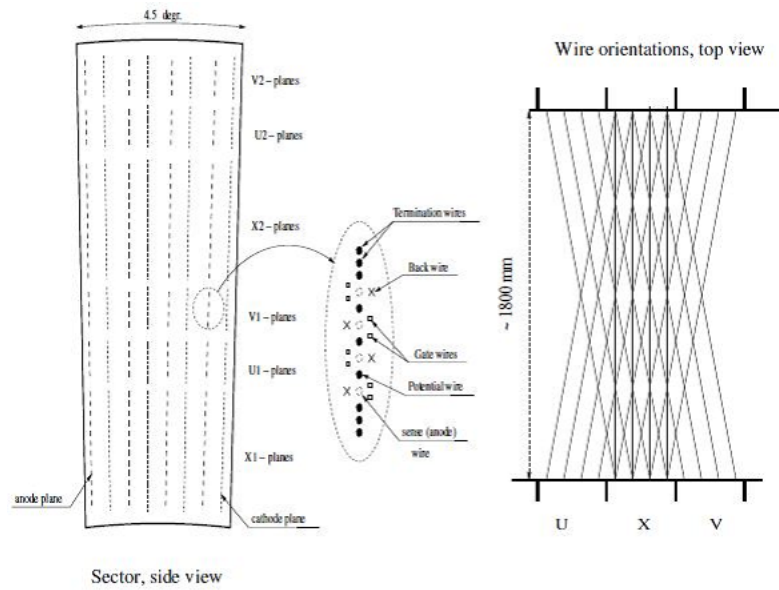 4.5 degr.
V2 – planes
U2 – planes
X2 – planes
V1 – planes
U1 – planes
X1 – planes
anode plane
cathode plane
Sector, side view
Termination wires
Back wire
Gate wires
Potential wire
sense (anode)
wire
Wire orientations, top view
~ 1800 mm
U X V